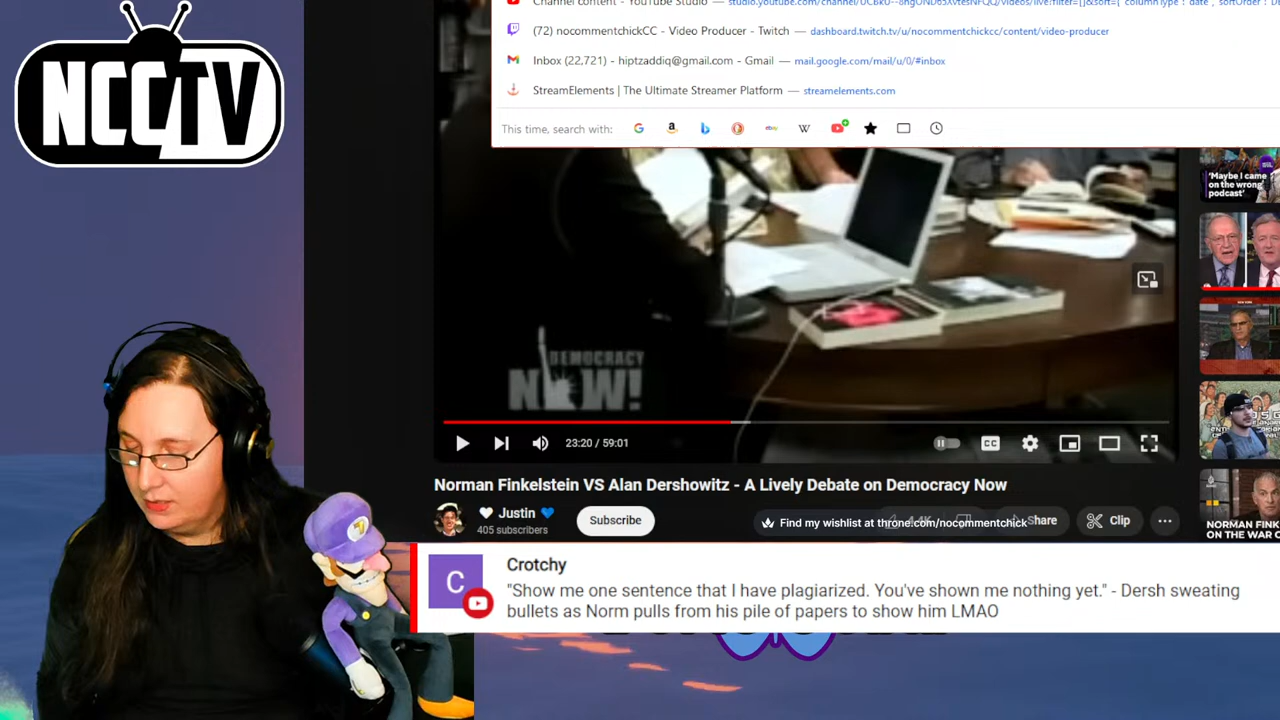 NCCTV
Channel content - YouTube Studio
(72) nocommentchickCC - Video Producer - Twitch — dashboard.twitch.tv/u/nocommentchickcc/content/video-producer
Inbox (22,721) - hiptzaddiq@gmail.com - Gmail — mail.google.com/mail/u/0/#inbox
StreamElements | The Ultimate Streamer Platform — streamelements.com
This time, search with:
'Maybe I came
on the wrong
podcast'
DEMOCRACY
NOW!
23:20 / 59:01
CC
Norman Finkelstein VS Alan Dershowitz - A Lively Debate on Democracy Now
Justin
405 subscribers
Subscribe
Find my wishlist at throne.com/nocommentchick
Share
Clip
NORMAN FINK
ON THE WAR
C
Crotchy
"Show me one sentence that I have plagiarized. You've shown me nothing yet." - Dersh sweating
bullets as Norm pulls from his pile of papers to show him LMAO